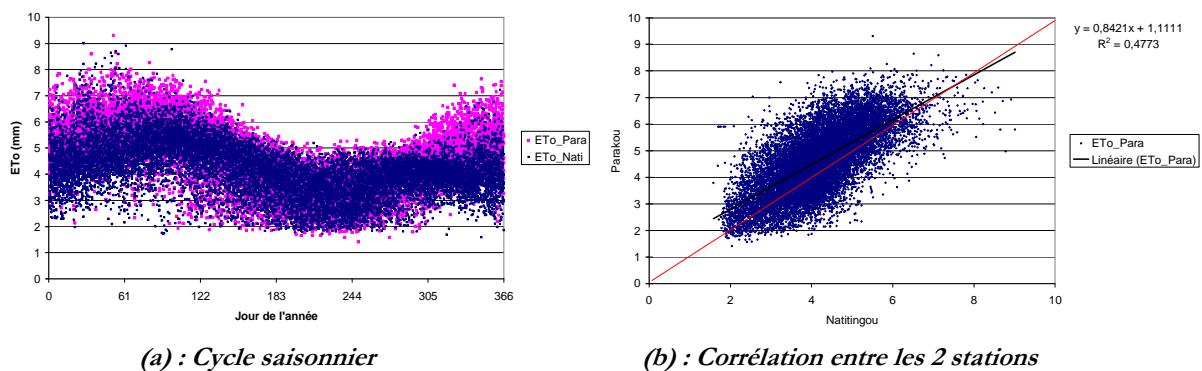 10
9
8
7
6
5
4
3
2
1
0
ETo (mm)
0 61 122 183 244 305 366
Jour de l'année
ETo_Para
ETo_Nati
(a) : Cycle saisonnier
10
9
8
7
6
5
4
3
2
1
0
Parakou
0 2 4 6 8 10
Natitingou
y = 0,8421x + 1,1111
R² = 0,4773
ETo_Para
Linéaire (ETo_Para)
(b) : Corrélation entre les 2 stations